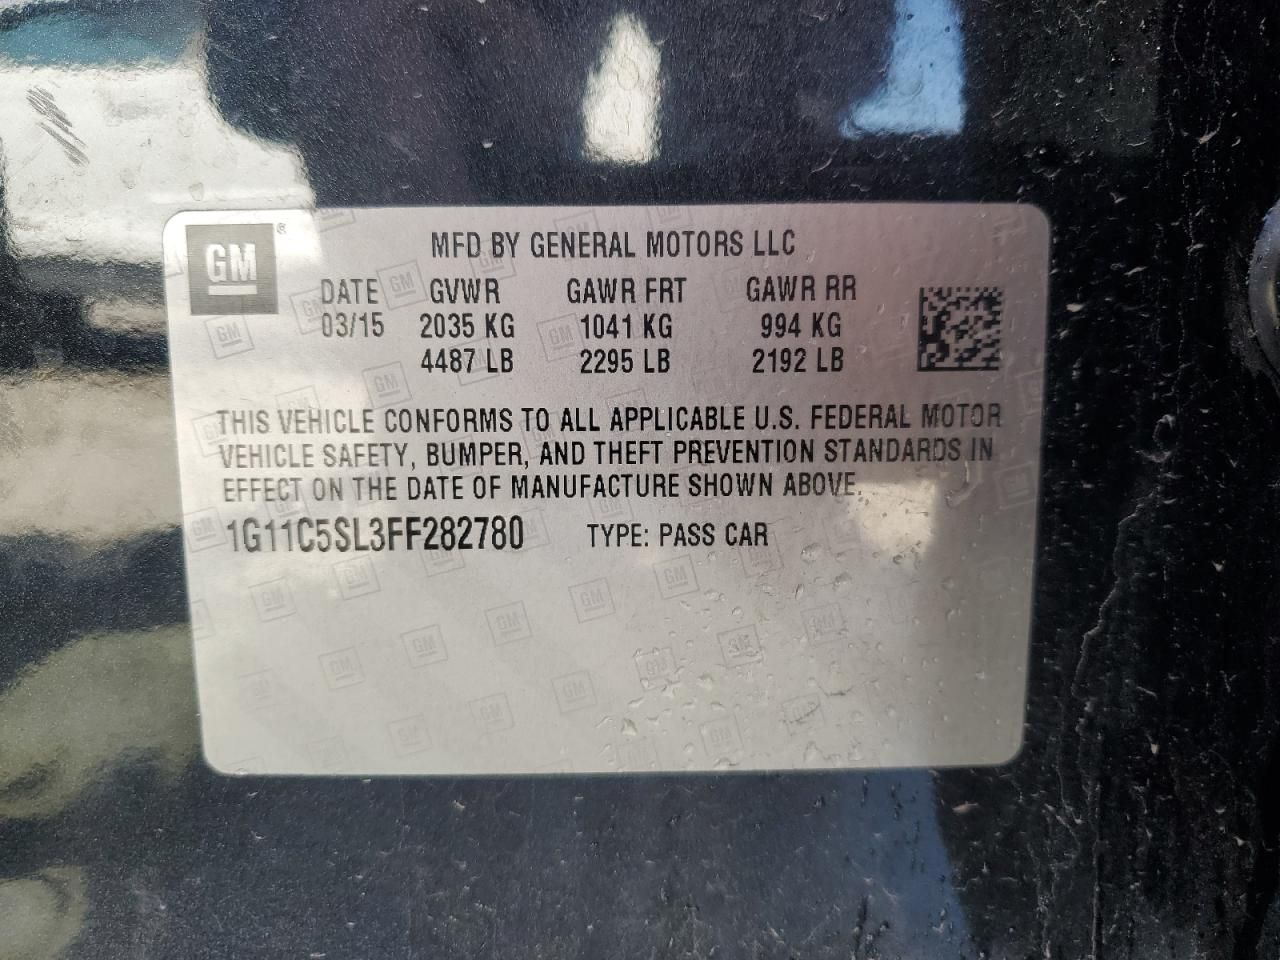 GM ®
MFD BY GENERAL MOTORS LLC
DATE GVWR GAWR FRT GAWR RR
03/15 2035 KG 1041 KG 994 KG
4487 LB 2295 LB 2192 LB
THIS VEHICLE CONFORMS TO ALL APPLICABLE U.S. FEDERAL MOTOR
VEHICLE SAFETY, BUMPER, AND THEFT PREVENTION STANDARDS IN
EFFECT ON THE DATE OF MANUFACTURE SHOWN ABOVE.
1G11C5SL3FF282780 TYPE: PASS CAR